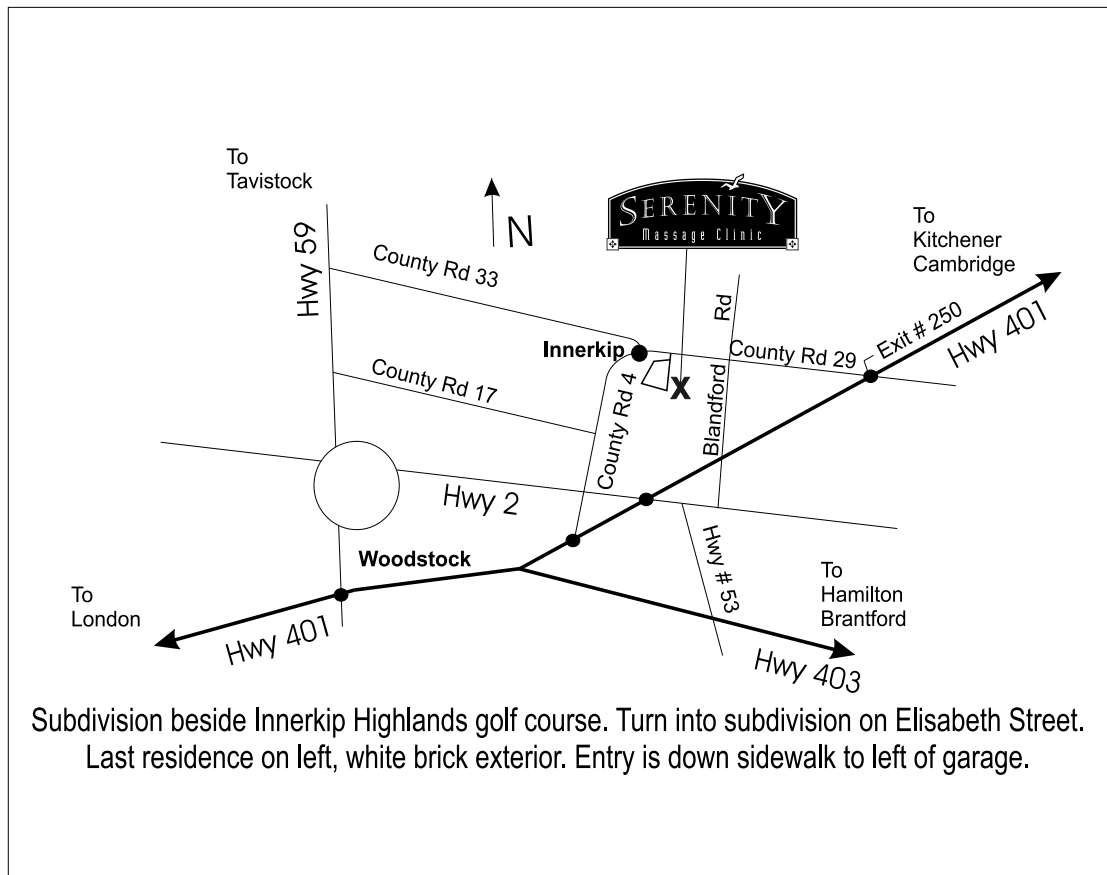 To
Tavistock
N
SERENITY
Massage Clinic
To
Kitchener
Cambridge
Hwy 59
County Rd 33
Rd
Exit # 250
Hwy 401
Innerkip
County Rd 29
County Rd 17
County Rd 4
X
Blandford
Hwy 2
Woodstock
Hwy # 53
To
London
Hwy 401
To
Hamilton
Brantford
Hwy 403
Subdivision beside Innerkip Highlands golf course. Turn into subdivision on Elisabeth Street.
Last residence on left, white brick exterior. Entry is down sidewalk to left of garage.